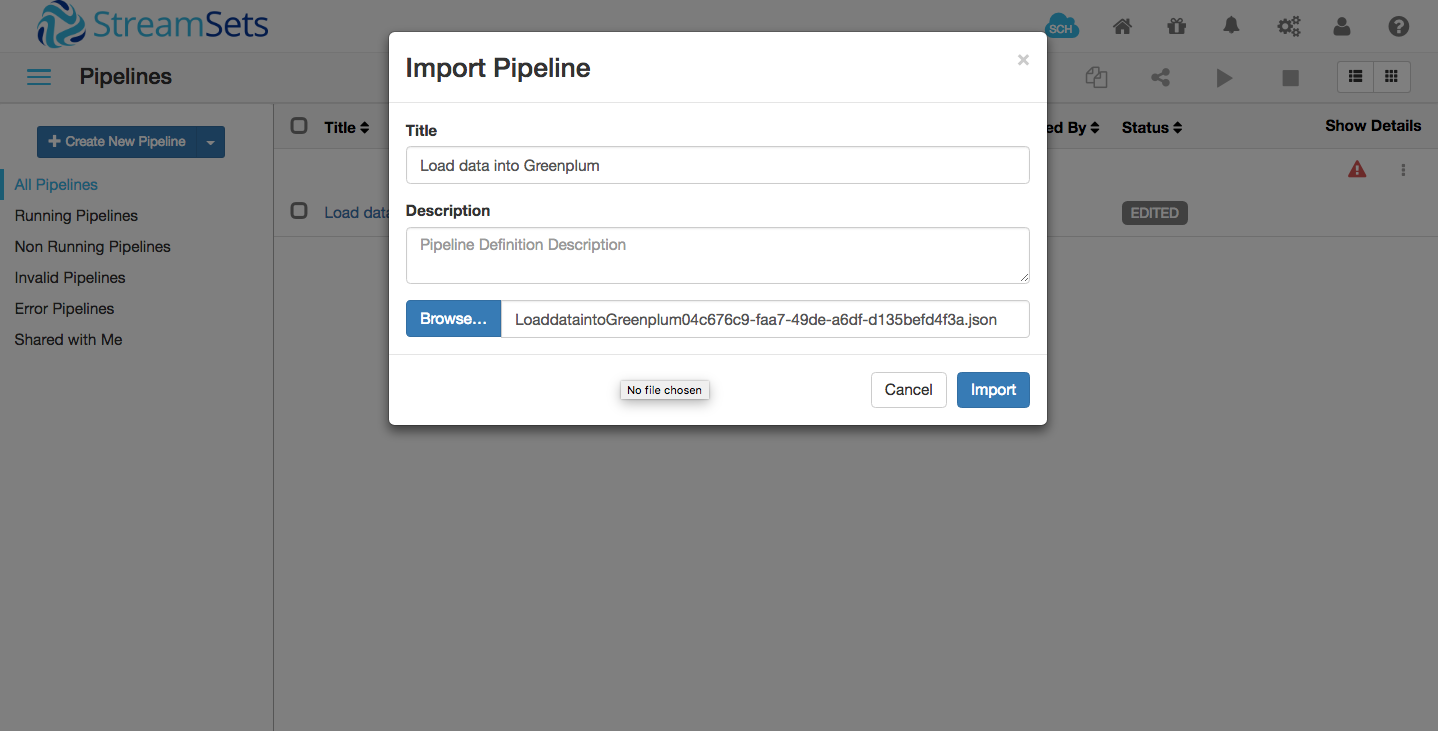 StreamSets
SCH
Pipelines
Import Pipeline
×
Title
Load data into Greenplum
Description
Pipeline Definition Description
Browse...
LoaddataintoGreenplum04c676c9-faa7-49de-a6df-d135befd4f3a.json
No file chosen
Cancel
Import
Create New Pipeline
All Pipelines
Running Pipelines
Non Running Pipelines
Invalid Pipelines
Error Pipelines
Shared with Me
Title
ed By
Status
Show Details
Load data
EDITED